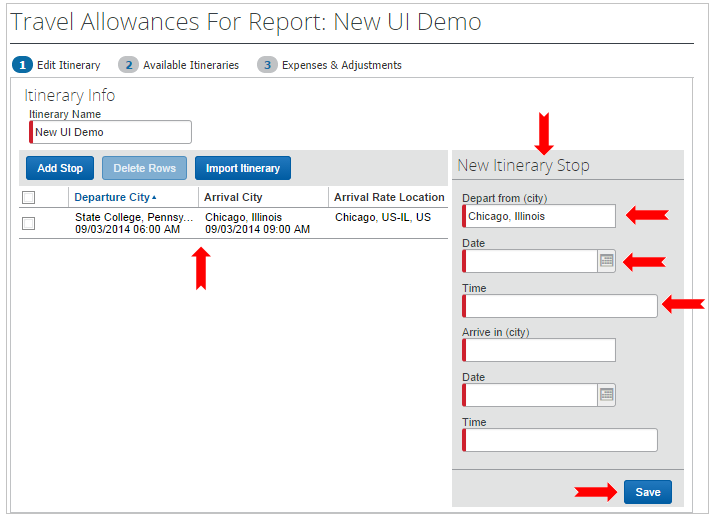 Travel Allowances For Report: New UI Demo
1 Edit Itinerary 2 Available Itineraries 3 Expenses & Adjustments
Itinerary Info
Itinerary Name
New UI Demo
Add Stop Delete Rows Import Itinerary
Departure City Arrival City Arrival Rate Location
State College, Pennsy... Chicago, Illinois Chicago, US-IL, US
09/03/2014 06:00 AM 09/03/2014 09:00 AM
New Itinerary Stop
Depart from (city)
Chicago, Illinois
Date
Time
Arrive in (city)
Date
Time
Save